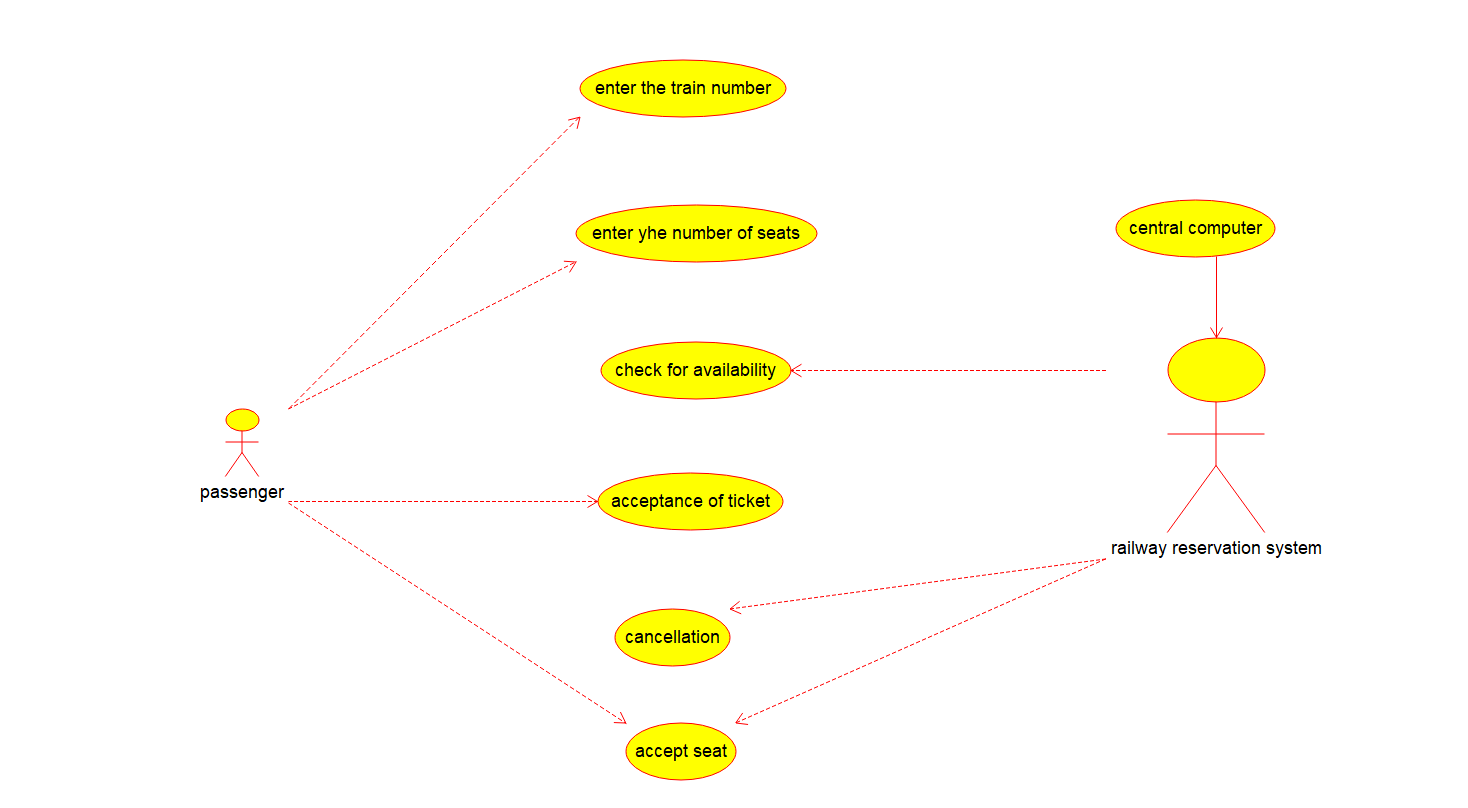 enter the train number
enter yhe number of seats
central computer
check for availability
passenger
acceptance of ticket
railway reservation system
cancellation
accept seat